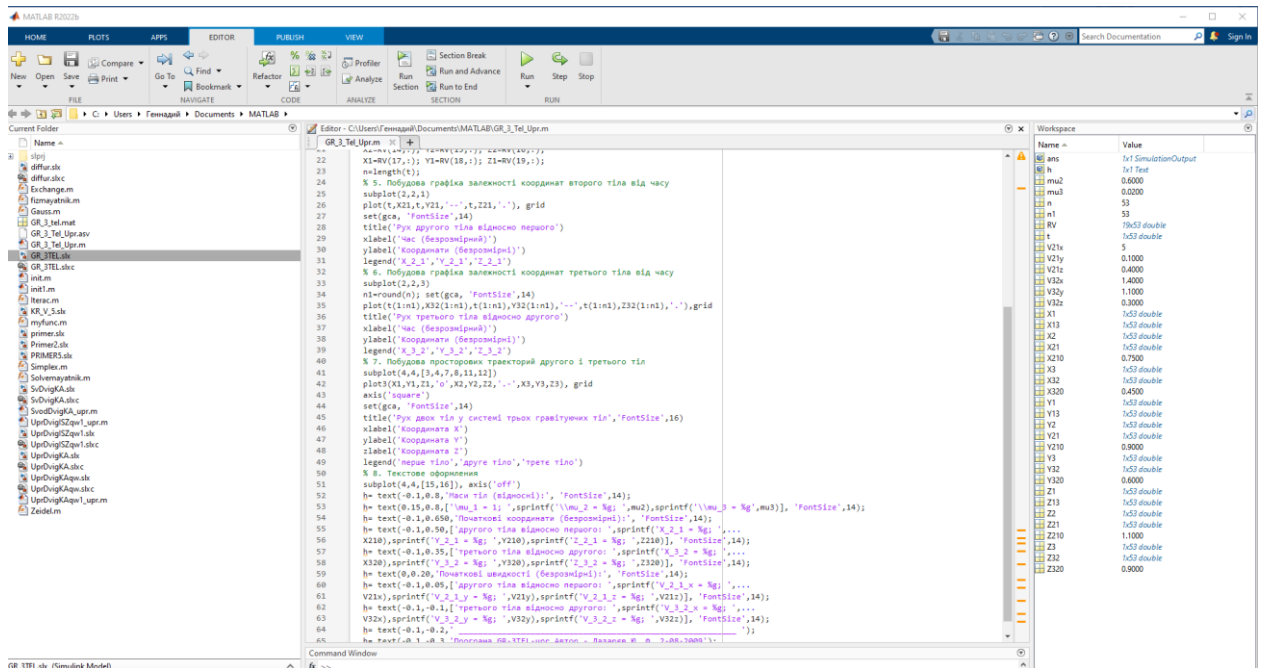 MATLAB R2022b
HOME PLOTS APPS EDITOR PUBLISH VIEW
Search Documentation Sign In
New Open Save Compare Print Go To Find Bookmark Refactor Profiler Analyze Run Section Section Break Run and Advance Run to End Run Step Stop
FILE NAVIGATE CODE ANALYZE SECTION RUN
C: Users Геннадий Documents MATLAB
Current Folder
Name
slprj
diffur.slx
diffur.slxc
Exchange.m
fizmayatnik.m
Gauss.m
GR_3_tel.mat
GR_3_Tel_Upr.asv
GR_3_Tel_Upr.m
GR_3TEL.slx
GR_3TEL.slxc
init.m
init1.m
Iterac.m
KR_V_5.slx
myfunc.m
primer.slx
Primer2.slx
PRIMER5.slx
Simplex.m
Solvemayatnik.m
SvDvigKA.slx
SvDvigKA.slxc
SvodDvigKA_upr.m
UprDvigISZqw1_upr.m
UprDvigISZqw1.slx
UprDvigISZqw1.slxc
UprDvigKA.slx
UprDvigKA.slxc
UprDvigKAqw.slx
UprDvigKAqw.slxc
UprDvigKAqw1_upr.m
Zeidel.m
GR_3TEL.slx (Simulink Model)
Editor - C:\Users\Геннадий\Documents\MATLAB\GR_3_Tel_Upr.m
GR_3_Tel_Upr.m
22 X1=RV(17,:); Y1=RV(18,:); Z1=RV(19,:);
23 n=length(t);
24 % 5. Побудова графіка залежності координат второго тіла від часу
25 subplot(2,2,1)
26 plot(t,X21,t,Y21,'--',t,Z21,'.'), grid
27 set(gca, 'FontSize',14)
28 title('Рух другого тіла відносно першого')
29 xlabel('Час (безрозмірний)')
30 ylabel('Координати (безрозмірні)')
31 legend('X_2_1','Y_2_1','Z_2_1')
32 % 6. Побудова графіка залежності координат третього тіла від часу
33 subplot(2,2,3)
34 n1=round(n); set(gca, 'FontSize',14)
35 plot(t(1:n1),X32(1:n1),t(1:n1),Y32(1:n1),'--',t(1:n1),Z32(1:n1),'.'),grid
36 title('Рух третього тіла відносно другого')
37 xlabel('Час (безрозмірний)')
38 ylabel('Координати (безрозмірні)')
39 legend('X_3_2','Y_3_2','Z_3_2')
40 % 7. Побудова просторових траекторий другого і третього тіл
41 subplot(4,4,[3,4,7,8,11,12])
42 plot3(X1,Y1,Z1,'o',X2,Y2,Z2,'.-',X3,Y3,Z3), grid
43 axis('square')
44 set(gca, 'FontSize',14)
45 title('Рух двох тіл у системі трьох гравітуючих тіл','FontSize',16)
46 xlabel('Координата X')
47 ylabel('Координата Y')
48 zlabel('Координата Z')
49 legend('перше тіло','друге тіло','трете тіло')
50 % 8. Текстове оформлення
51 subplot(4,4,[15,16]), axis('off')
52 h= text(-0.1,0.8,'Маси тіл (відносні):', 'FontSize',14);
53 h= text(0.15,0.8,['\mu_1 = 1; ',sprintf('\\mu_2 = %g; ',mu2),sprintf('\\mu_3 = %g',mu3)], 'FontSize',14);
54 h= text(-0.1,0.650,'Початкові координати (безрозмірні):', 'FontSize',14);
55 h= text(-0.1,0.50,['другого тіла відносно першого: ',sprintf('X_2_1 = %g; ',...
56 X210),sprintf('Y_2_1 = %g; ',Y210),sprintf('Z_2_1 = %g; ',Z210)], 'FontSize',14);
57 h= text(-0.1,0.35,['третього тіла відносно другого: ',sprintf('X_3_2 = %g; ',...
58 X320),sprintf('Y_3_2 = %g; ',Y320),sprintf('Z_3_2 = %g; ',Z320)], 'FontSize',14);
59 h= text(0,0.20,'Початкові швидкості (безрозмірні):', 'FontSize',14);
60 h= text(-0.1,0.05,['другого тіла відносно першого: ',sprintf('V_2_1_x = %g; ',...
61 V21x),sprintf('V_2_1_y = %g; ',V21y),sprintf('V_2_1_z = %g; ',V21z)], 'FontSize',14);
62 h= text(-0.1,-0.1,['третього тіла відносно другого: ',sprintf('V_3_2_x = %g; ',...
63 V32x),sprintf('V_3_2_y = %g; ',V32y),sprintf('V_3_2_z = %g; ',V32z)], 'FontSize',14);
64 h= text(-0.1,-0.2,' ______________________________________________ ');
Command Window
fx >>
Workspace
Name Value
ans 1x1 SimulationOutput
h 1x1 Text
mu2 0.6000
mu3 0.0200
n 53
n1 53
RV 19x53 double
t 1x53 double
V21x 5
V21y 0.1000
V21z 0.4000
V32x 1.4000
V32y 1.1000
V32z 0.3000
X1 1x53 double
X13 1x53 double
X2 1x53 double
X21 1x53 double
X210 0.7500
X3 1x53 double
X32 1x53 double
X320 0.4500
Y1 1x53 double
Y13 1x53 double
Y2 1x53 double
Y21 1x53 double
Y210 0.9000
Y3 1x53 double
Y32 1x53 double
Y320 0.6000
Z1 1x53 double
Z13 1x53 double
Z2 1x53 double
Z21 1x53 double
Z210 1.1000
Z3 1x53 double
Z32 1x53 double
Z320 0.9000